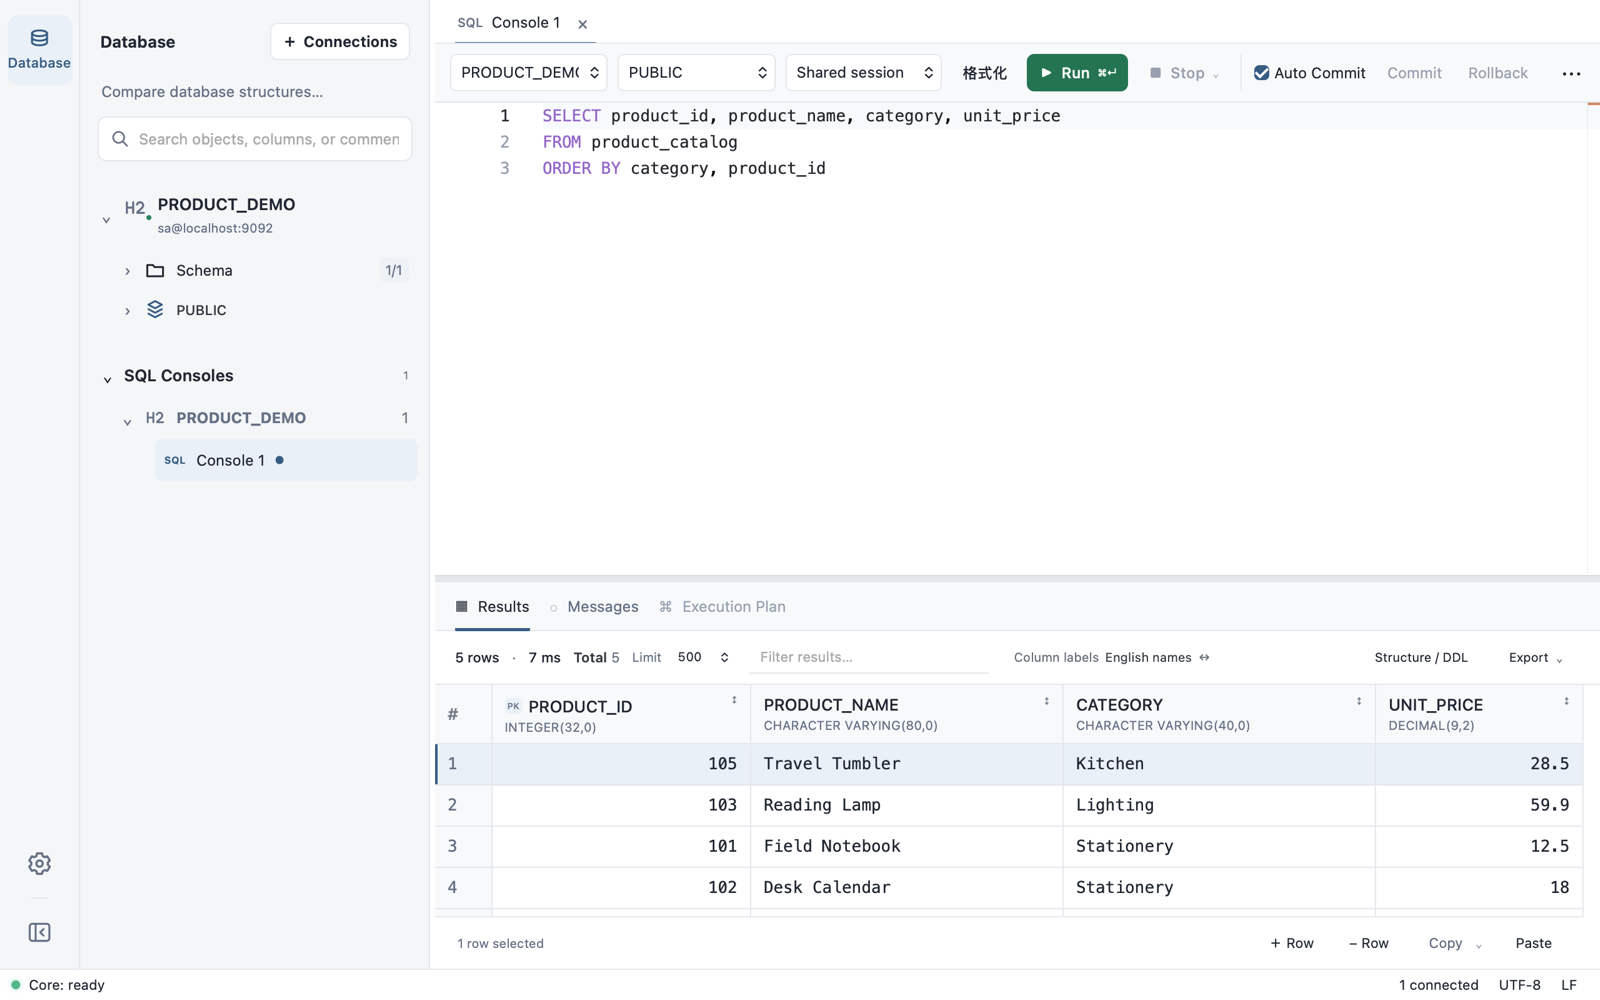 Database
Database
+ Connections
Compare database structures...
Search objects, columns, or commen
H2 PRODUCT_DEMO
sa@localhost:9092
Schema 1/1
PUBLIC
SQL Consoles 1
H2 PRODUCT_DEMO 1
SQL Console 1
SQL Console 1 ×
PRODUCT_DEM PUBLIC Shared session 格式化 Run ⌘↵ Stop Auto Commit Commit Rollback ...
1 SELECT product_id, product_name, category, unit_price
2 FROM product_catalog
3 ORDER BY category, product_id
Results Messages ⌘ Execution Plan
5 rows · 7 ms Total 5 Limit 500 Filter results... Column labels English names ↔ Structure / DDL Export
# PK PRODUCT_ID PRODUCT_NAME CATEGORY UNIT_PRICE
INTEGER(32,0) CHARACTER VARYING(80,0) CHARACTER VARYING(40,0) DECIMAL(9,2)
1 105 Travel Tumbler Kitchen 28.5
2 103 Reading Lamp Lighting 59.9
3 101 Field Notebook Stationery 12.5
4 102 Desk Calendar Stationery 18
1 row selected + Row – Row Copy Paste
Core: ready 1 connected UTF-8 LF